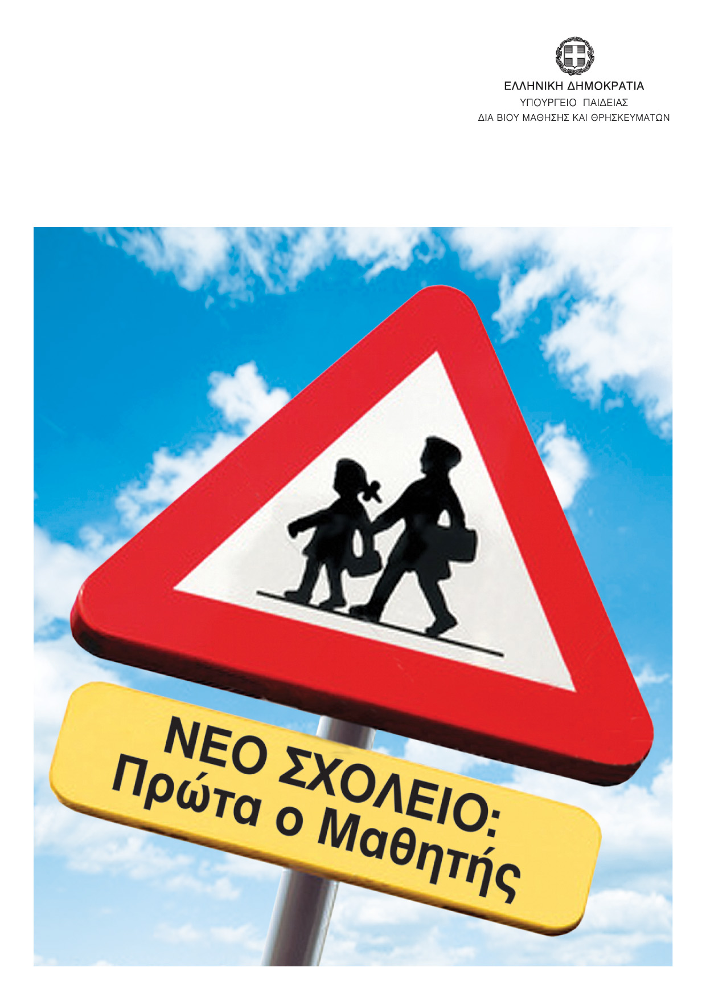 ΕΛΛΗΝΙΚΗ ΔΗΜΟΚΡΑΤΙΑ
ΥΠΟΥΡΓΕΙΟ ΠΑΙΔΕΙΑΣ
ΔΙΑ ΒΙΟΥ ΜΑΘΗΣΗΣ ΚΑΙ ΘΡΗΣΚΕΥΜΑΤΩΝ
ΝΕΟ ΣΧΟΛΕΙΟ:
Πρώτα ο Μαθητής